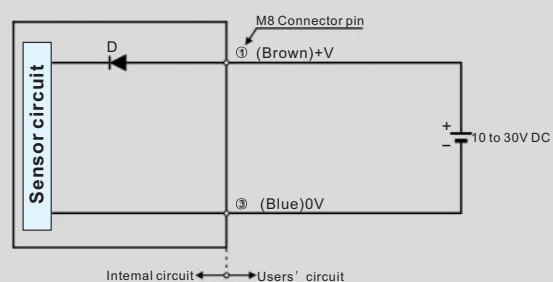 M8 Connector pin
D
① (Brown)+V
Sensor circuit
+
10 to 30V DC
−
③ (Blue)0V
Intemal circuit
Users' circuit